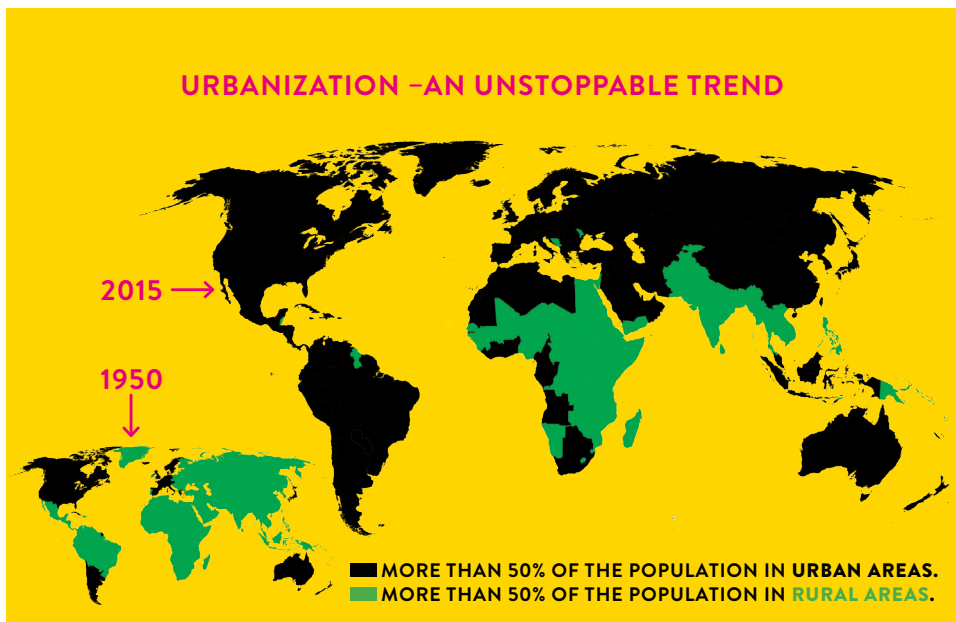 URBANIZATION –AN UNSTOPPABLE TREND
2015
1950
MORE THAN 50% OF THE POPULATION IN URBAN AREAS.
MORE THAN 50% OF THE POPULATION IN RURAL AREAS.